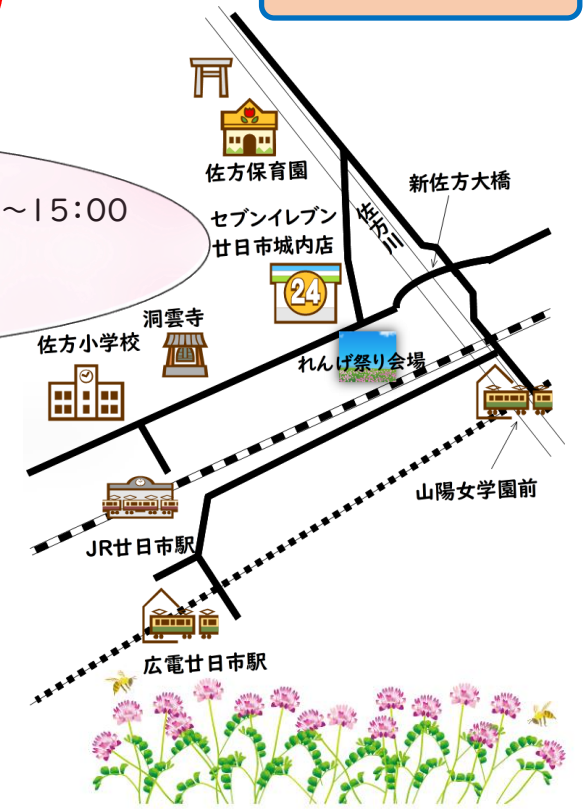 佐方保育園
~15:00
新佐方大橋
佐方川
セブンイレブン
廿日市城内店
24
洞雲寺
佐方小学校
れんげ祭り会場
山陽女学園前
JR廿日市駅
広電廿日市駅